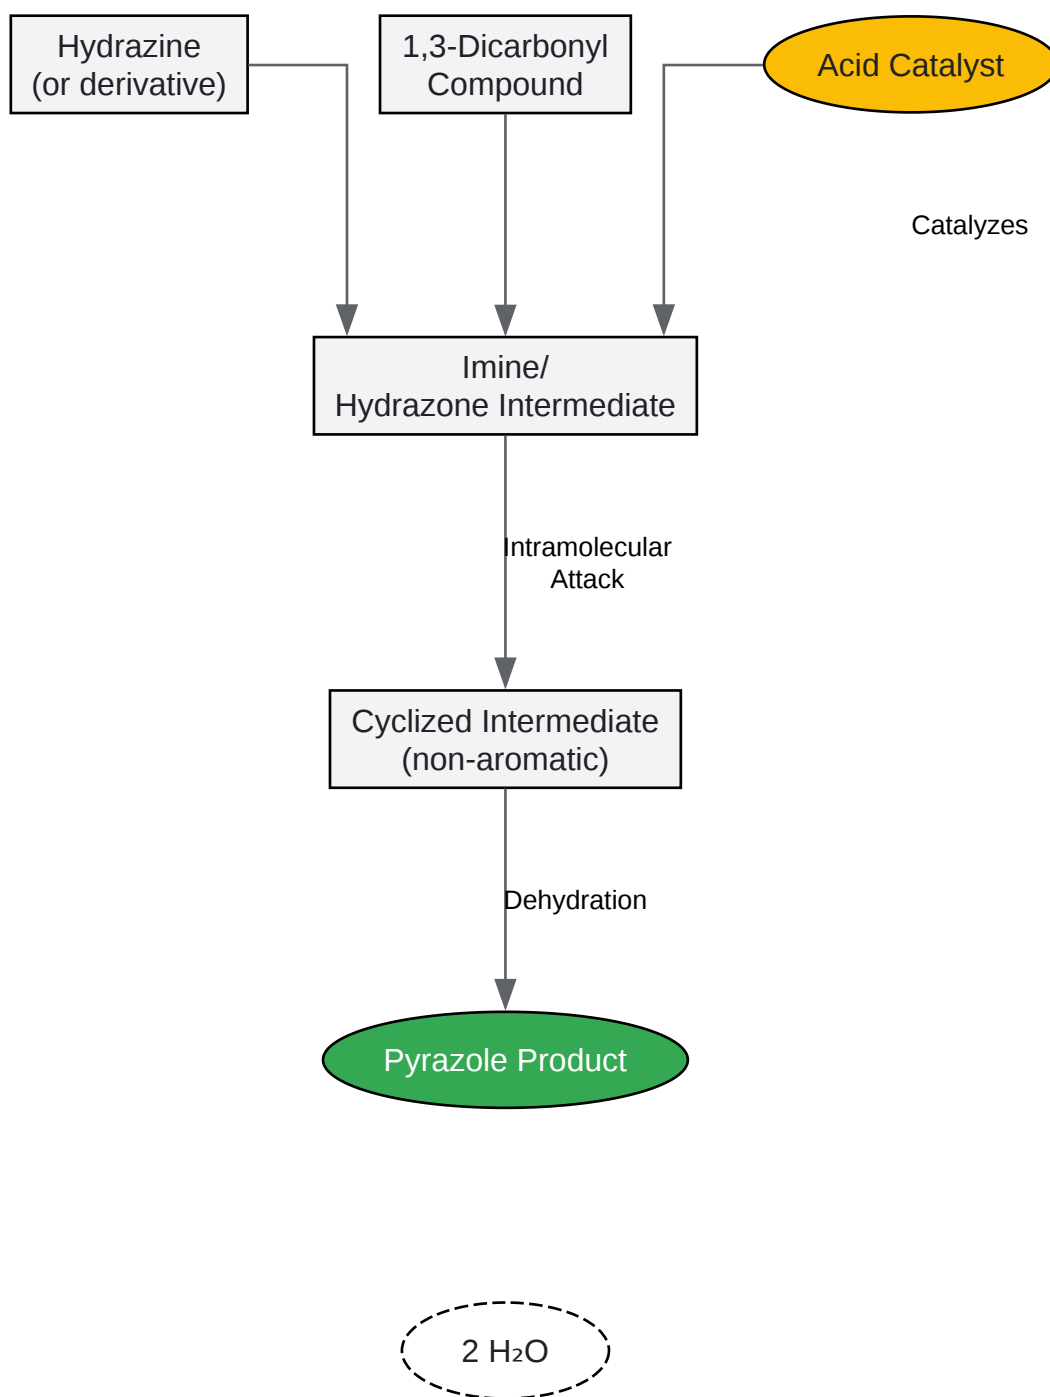 Hydrazine
(or derivative)
1,3-Dicarbonyl
Compound
Acid Catalyst
Catalyzes
Imine/
Hydrazone Intermediate
Intramolecular
Attack
Cyclized Intermediate
(non-aromatic)
Dehydration
Pyrazole Product
2 H₂O